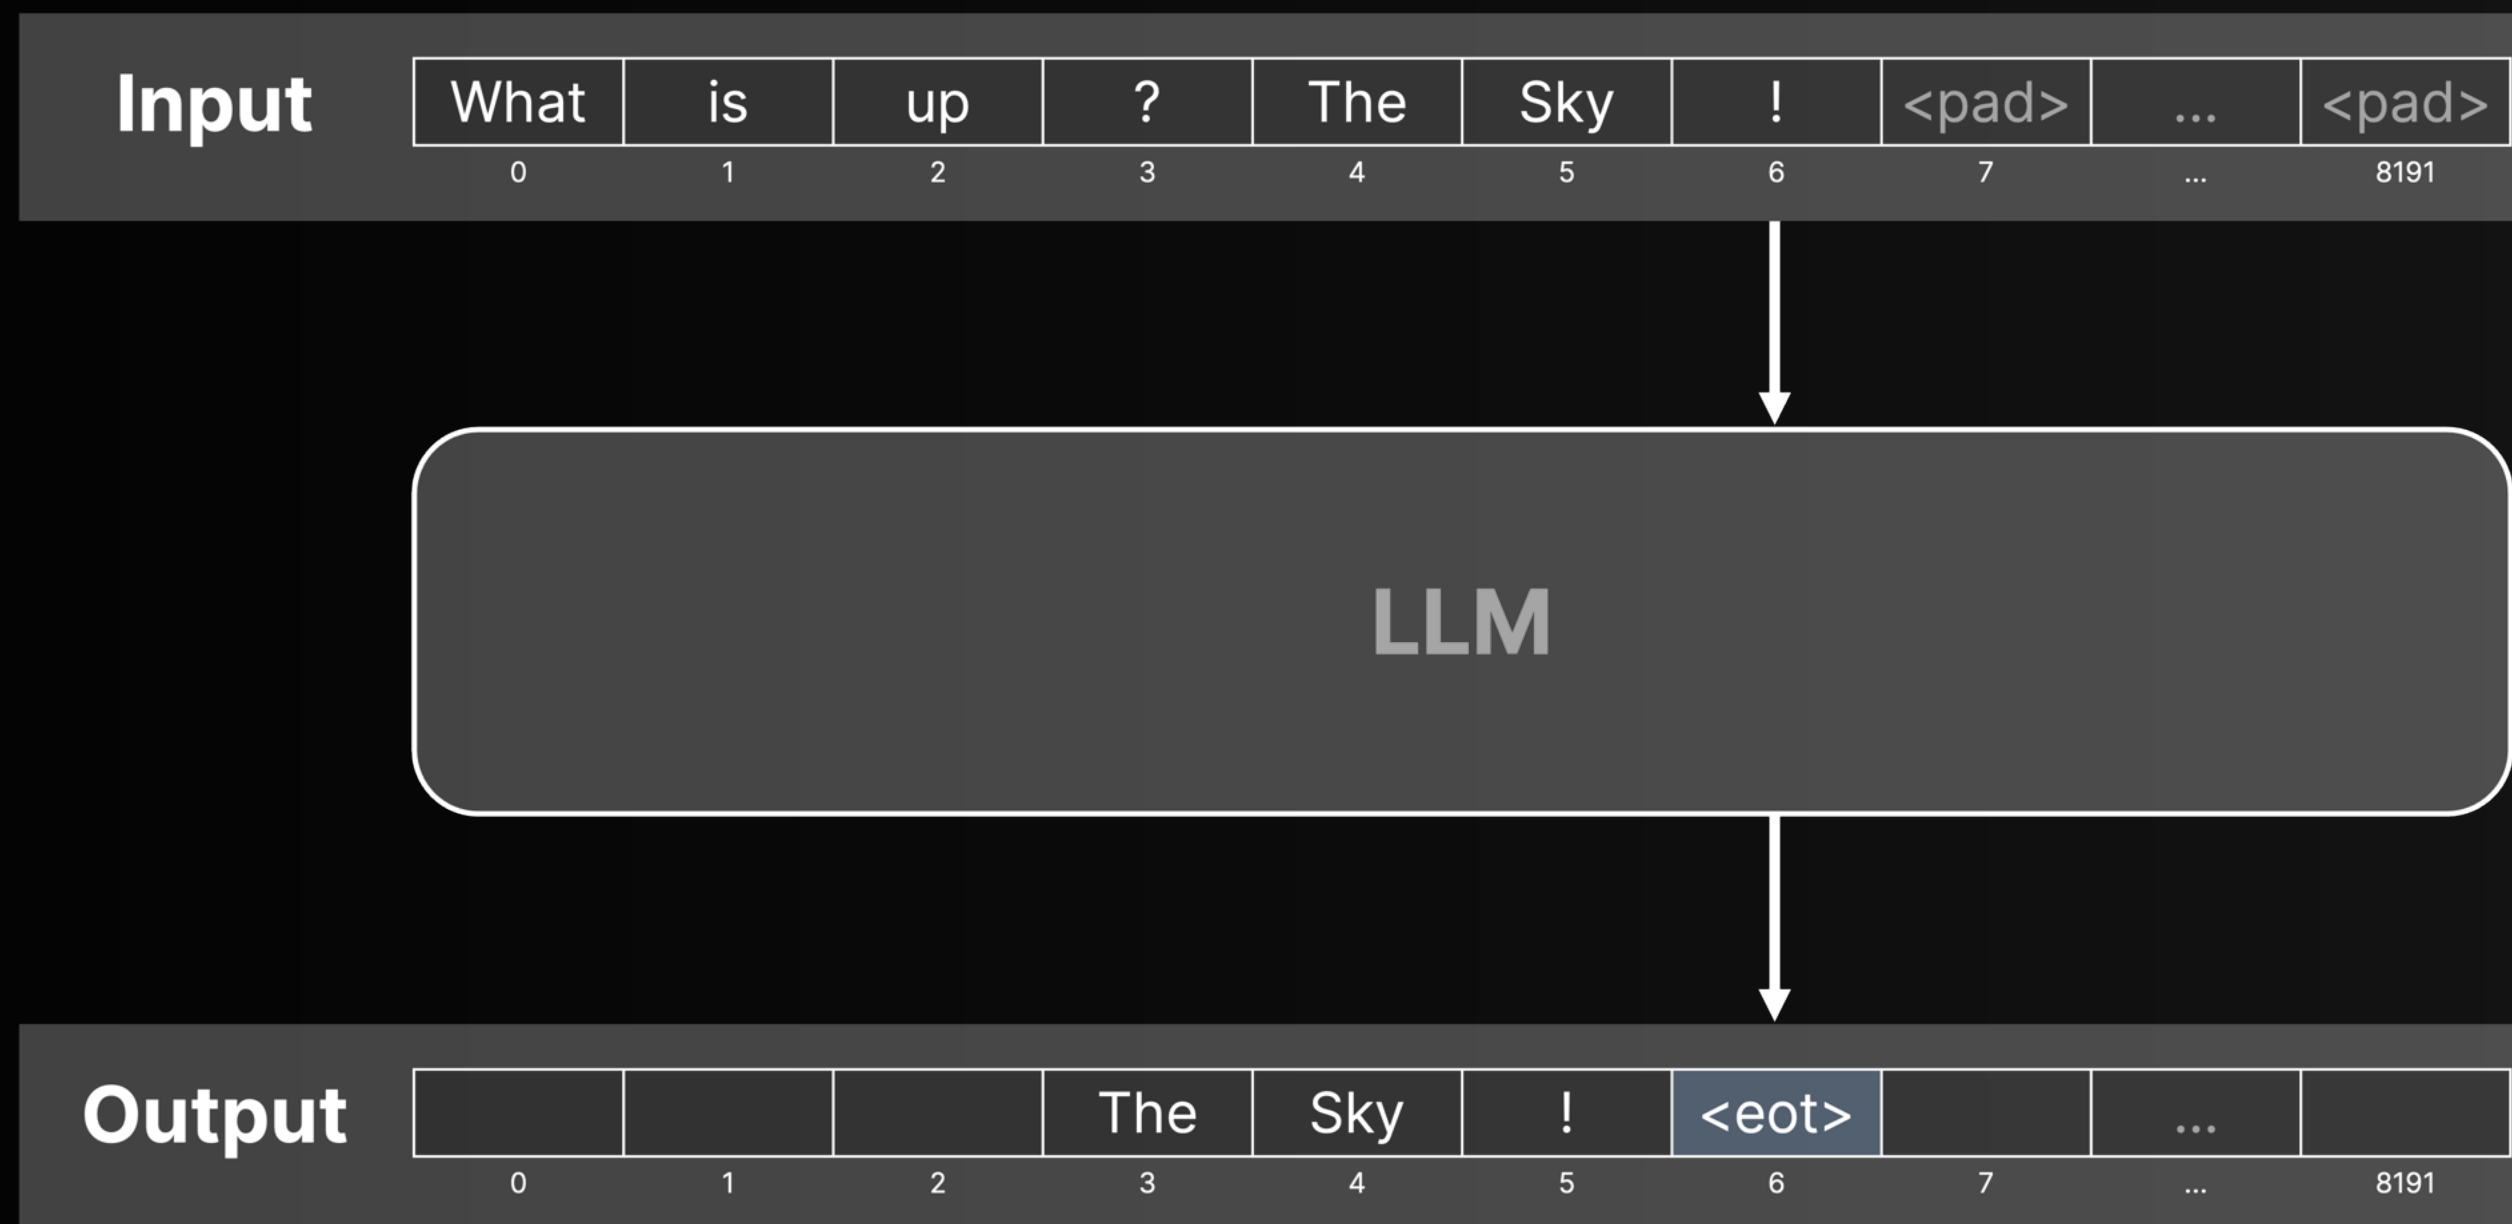 Input What is up ? The Sky ! <pad> ... <pad>
0 1 2 3 4 5 6 7 ... 8191
LLM
Output The Sky ! <eot> ...
0 1 2 3 4 5 6 7 ... 8191